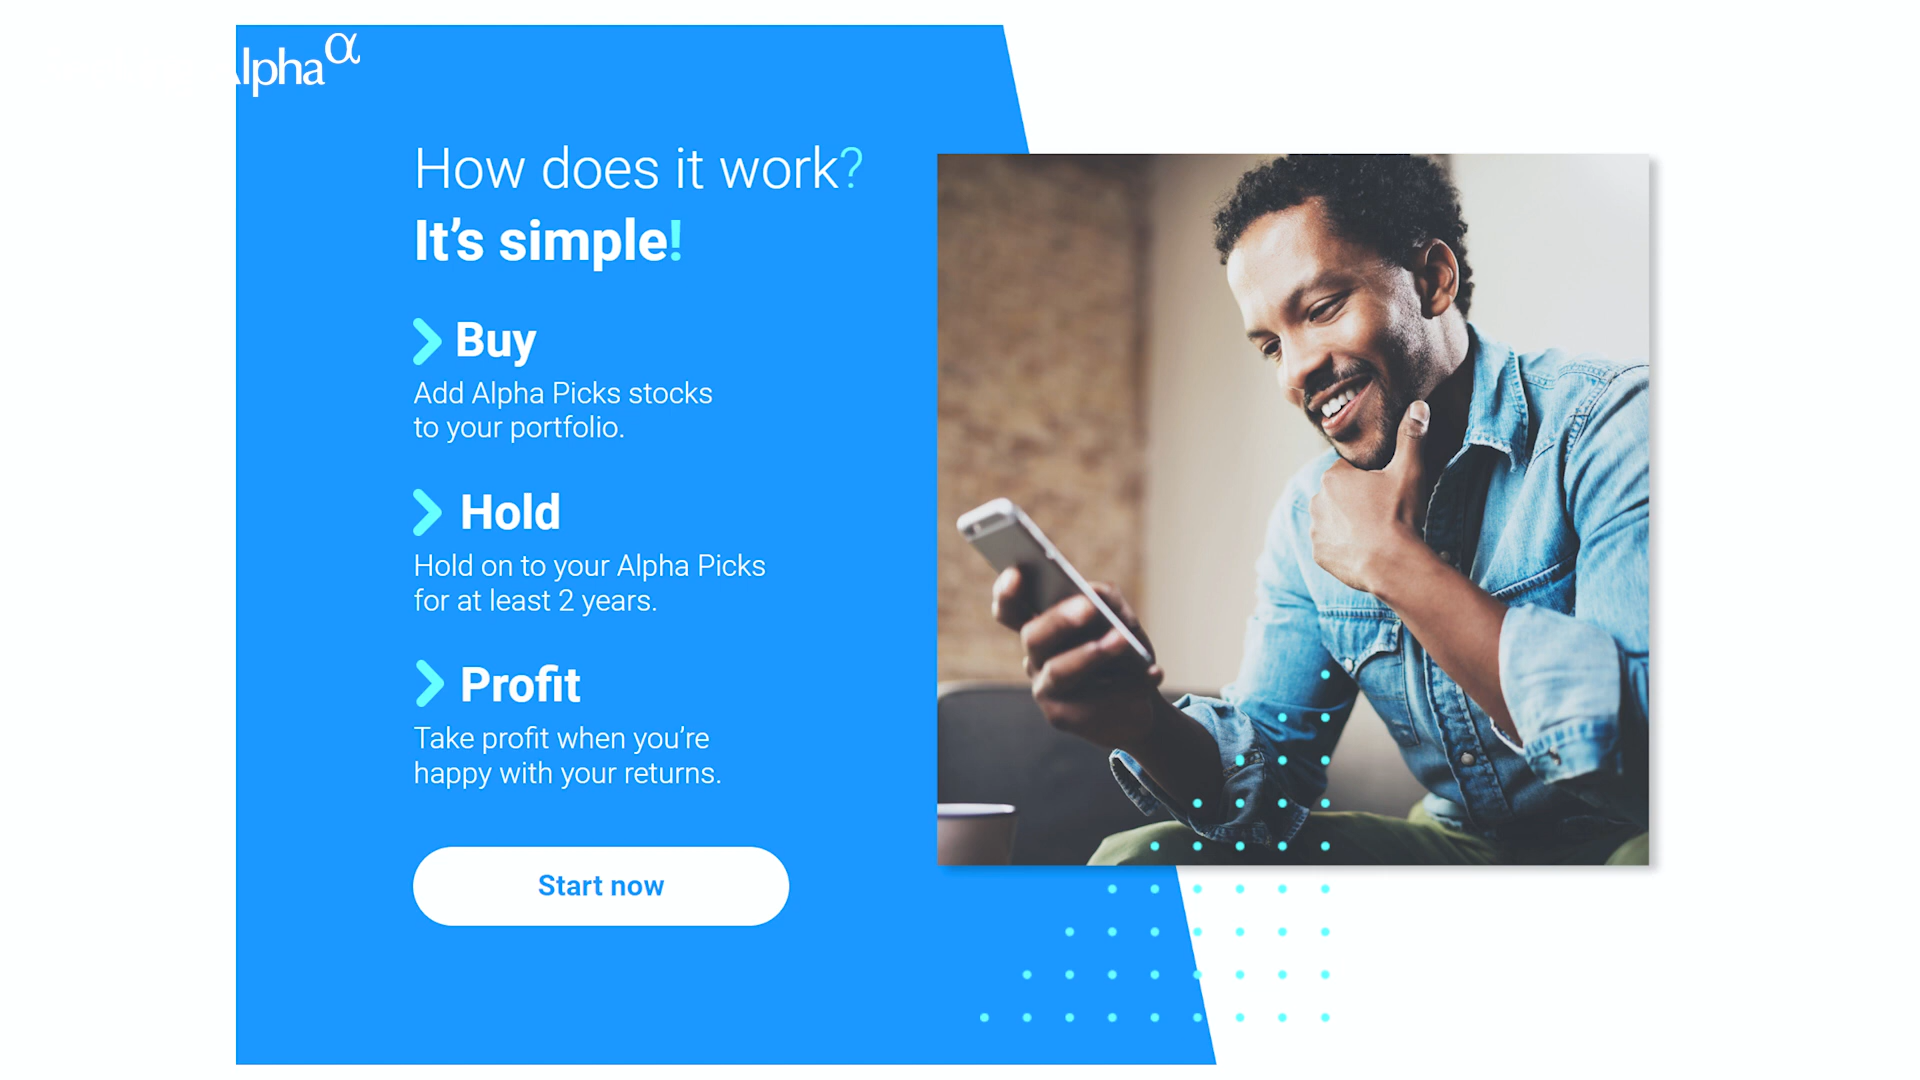 Alphaα
How does it work?
It’s simple!
Buy
Add Alpha Picks stocks
to your portfolio.
Hold
Hold on to your Alpha Picks
for at least 2 years.
Profit
Take profit when you’re
happy with your returns.
Start now